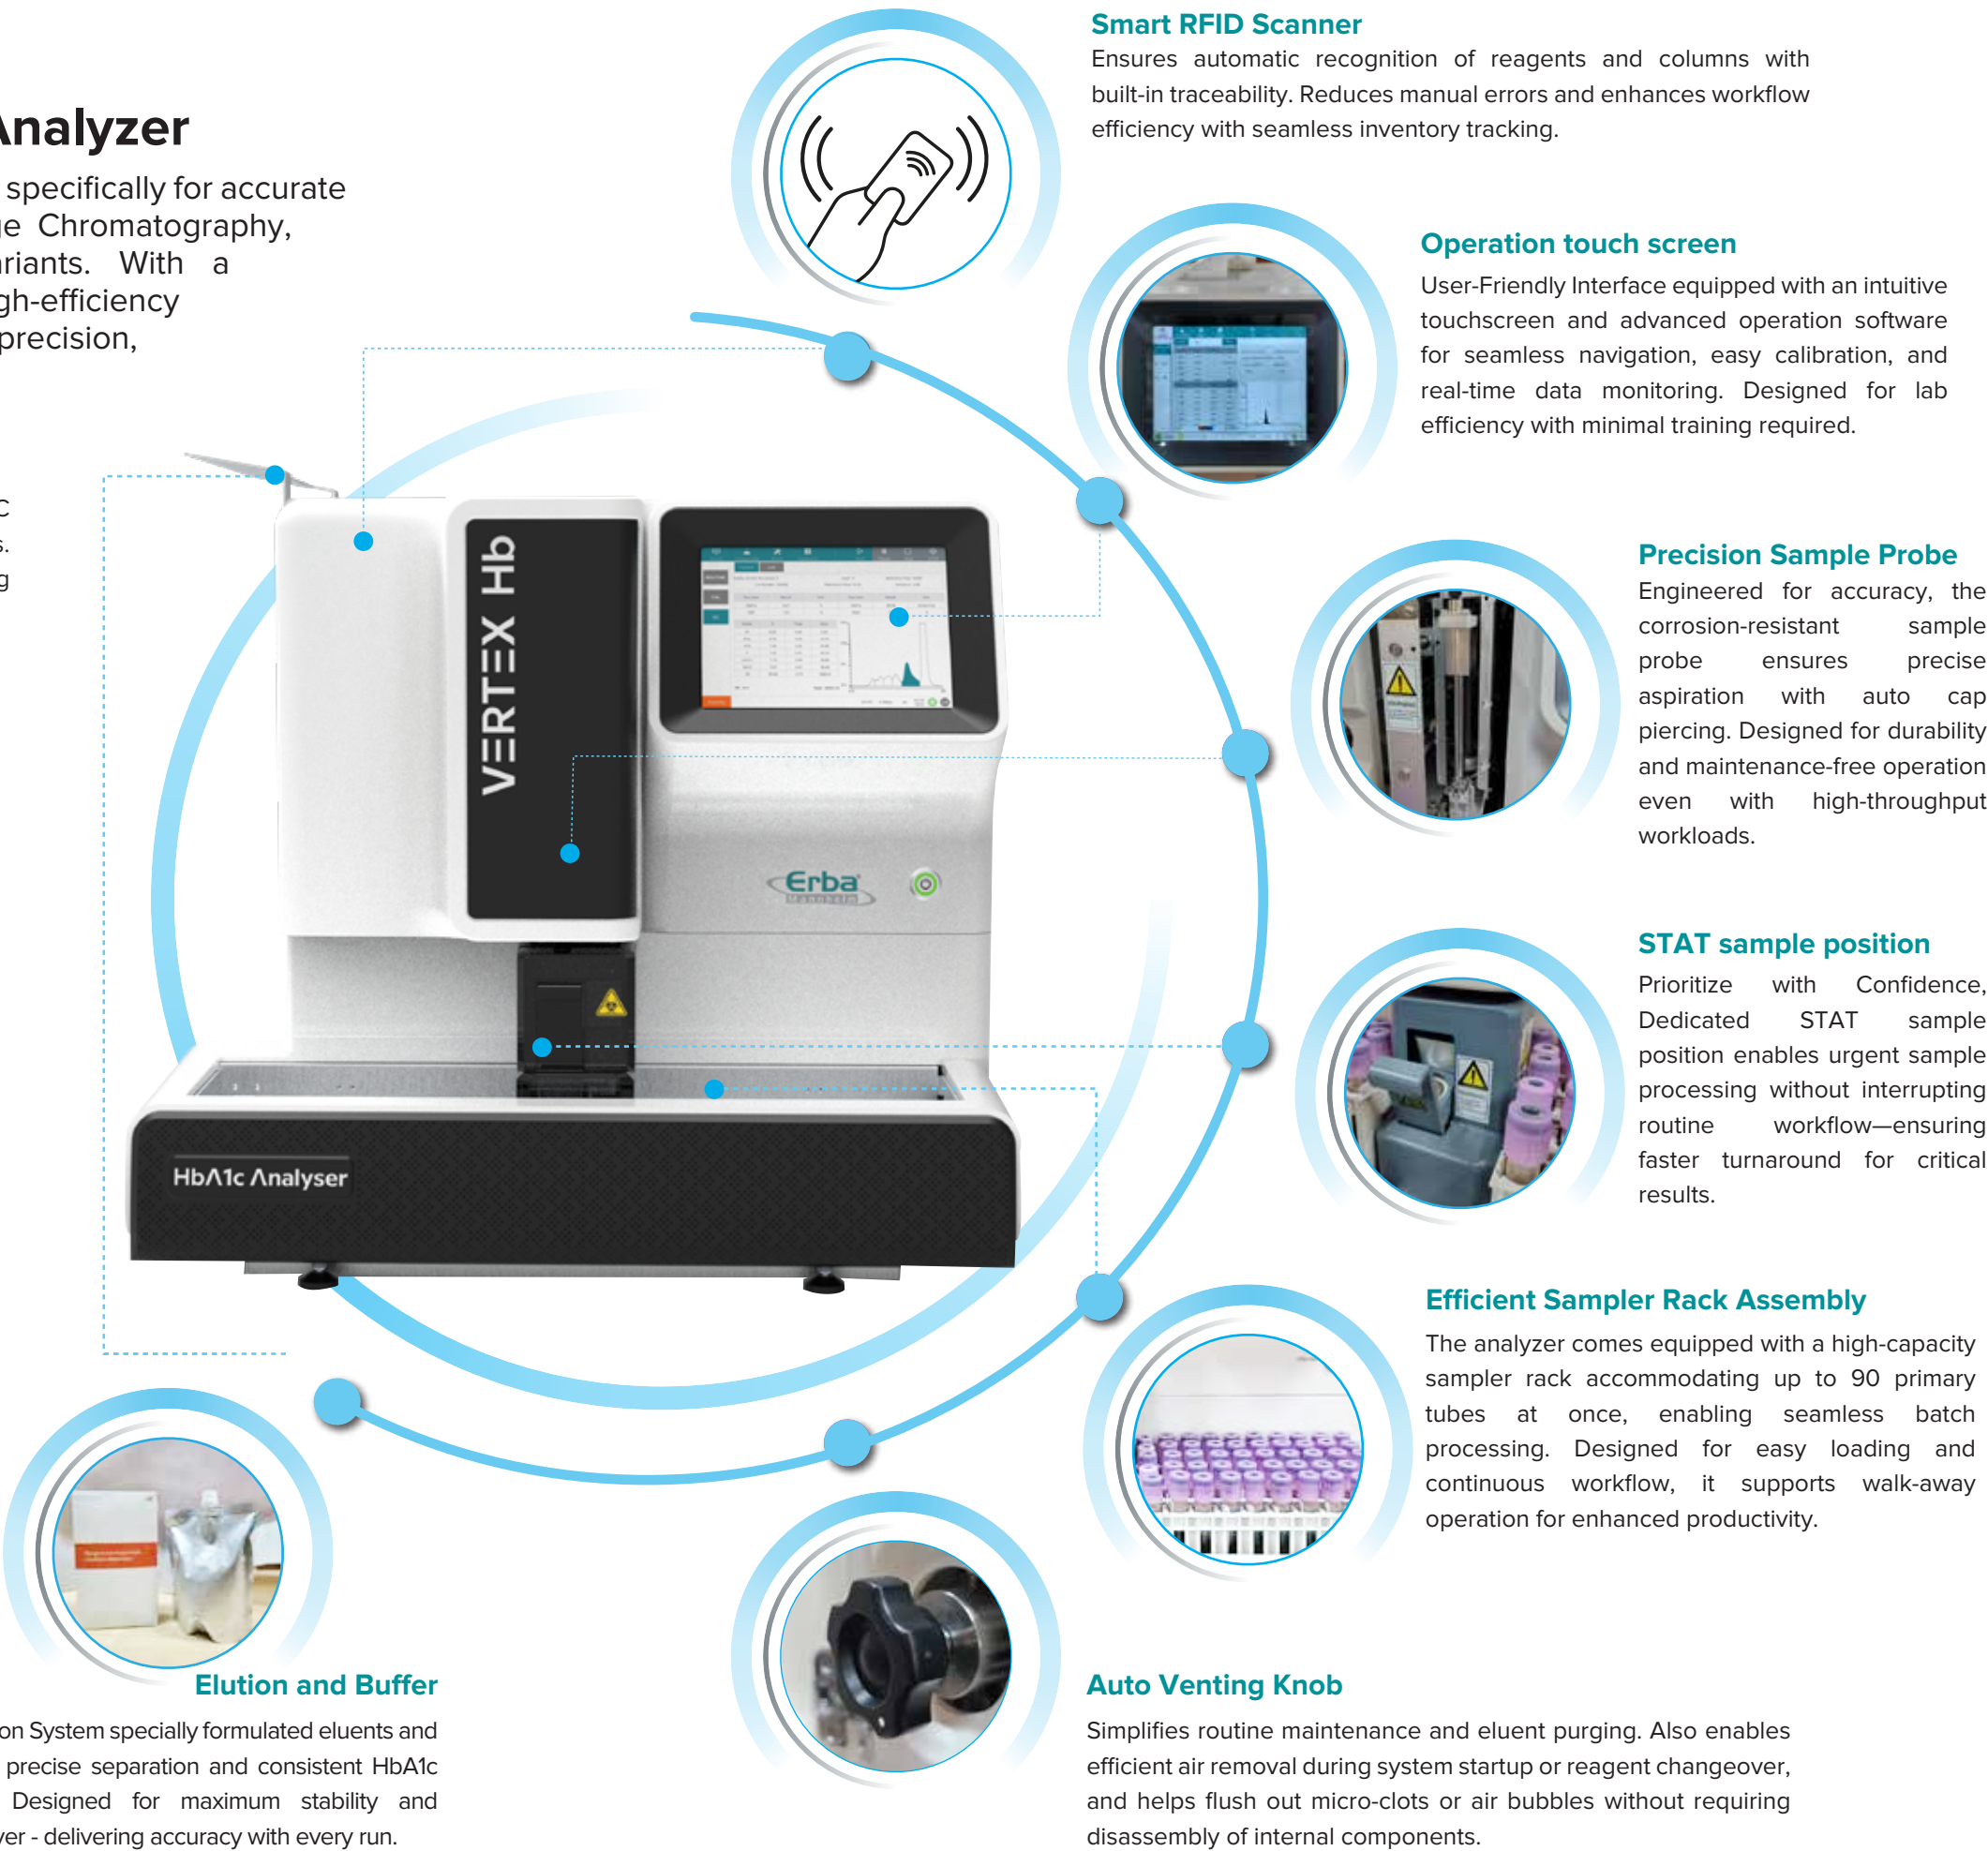 Analyzer
specifically for accurate
ge Chromatography,
ariants. With a
gh-efficiency
precision,
C
s.
g
Smart RFID Scanner
Ensures automatic recognition of reagents and columns with
built-in traceability. Reduces manual errors and enhances workflow
efficiency with seamless inventory tracking.
Operation touch screen
User-Friendly Interface equipped with an intuitive
touchscreen and advanced operation software
for seamless navigation, easy calibration, and
real-time data monitoring. Designed for lab
efficiency with minimal training required.
Precision Sample Probe
Engineered for accuracy, the
corrosion-resistant sample
probe ensures precise
aspiration with auto cap
piercing. Designed for durability
and maintenance-free operation
even with high-throughput
workloads.
STAT sample position
Prioritize with Confidence,
Dedicated STAT sample
position enables urgent sample
processing without interrupting
routine workflow—ensuring
faster turnaround for critical
results.
Efficient Sampler Rack Assembly
The analyzer comes equipped with a high-capacity
sampler rack accommodating up to 90 primary
tubes at once, enabling seamless batch
processing. Designed for easy loading and
continuous workflow, it supports walk-away
operation for enhanced productivity.
Auto Venting Knob
Simplifies routine maintenance and eluent purging. Also enables
efficient air removal during system startup or reagent changeover,
and helps flush out micro-clots or air bubbles without requiring
disassembly of internal components.
Elution and Buffer
on System specially formulated eluents and
precise separation and consistent HbA1c
Designed for maximum stability and
ver - delivering accuracy with every run.
VERTEX Hb
Erba
Mannheim
HbA1c Analyser